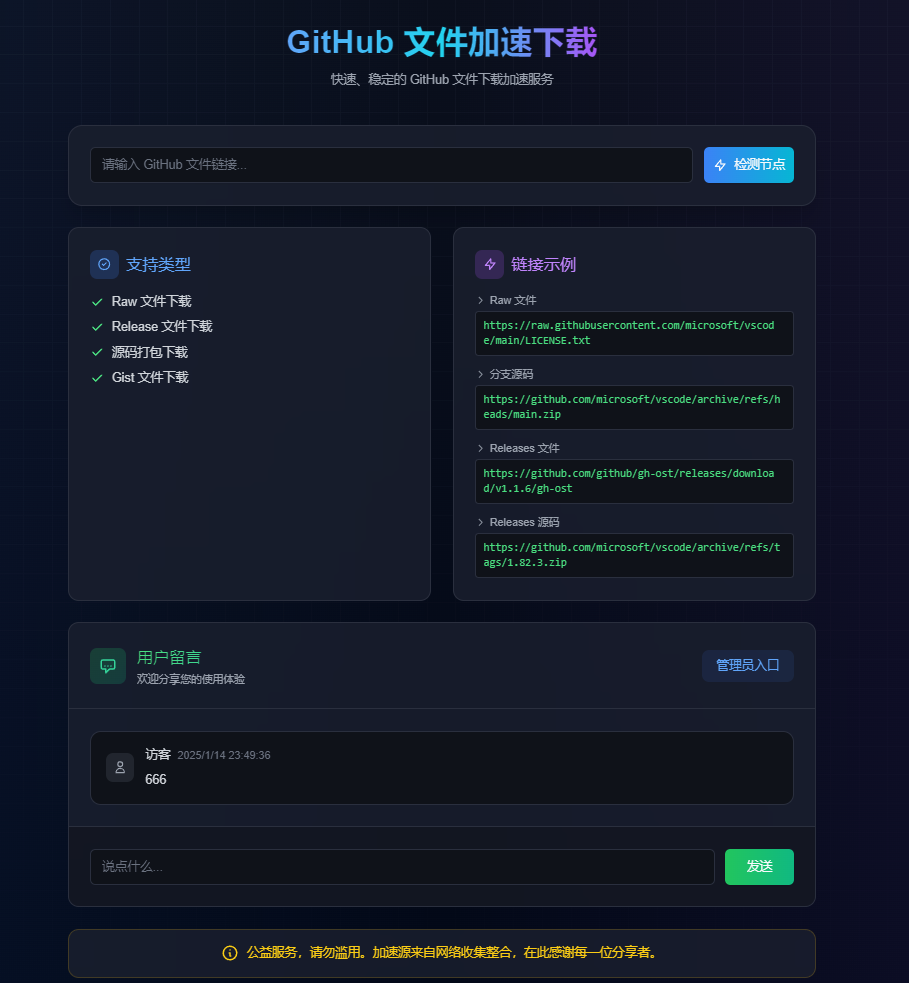 GitHub 文件加速下载
快速、稳定的 GitHub 文件下载加速服务
请输入 GitHub 文件链接...
检测节点
支持类型
Raw 文件下载
Release 文件下载
源码打包下载
Gist 文件下载
链接示例
Raw 文件
https://raw.githubusercontent.com/microsoft/vscod
e/main/LICENSE.txt
分支源码
https://github.com/microsoft/vscode/archive/refs/h
eads/main.zip
Releases 文件
https://github.com/github/gh-ost/releases/downloa
d/v1.1.6/gh-ost
Releases 源码
https://github.com/microsoft/vscode/archive/refs/t
ags/1.82.3.zip
用户留言
欢迎分享您的使用体验
管理员入口
访客 2025/1/14 23:49:36
666
说点什么...
发送
公益服务，请勿滥用。加速源来自网络收集整合，在此感谢每一位分享者。